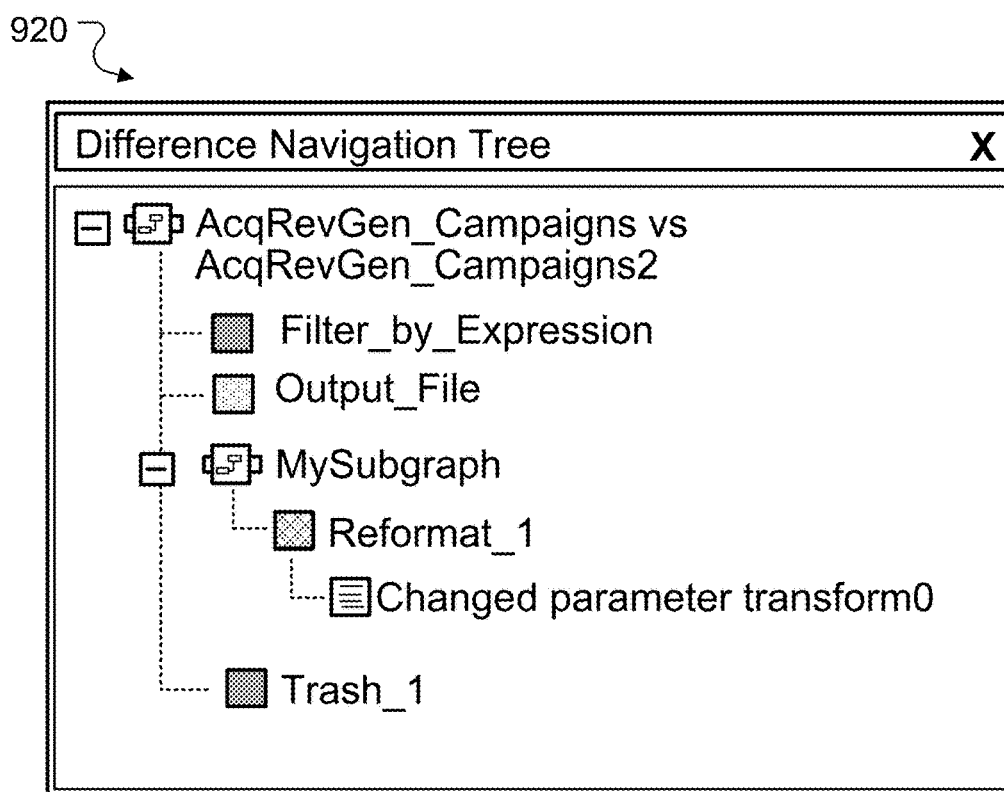 920
Difference Navigation Tree X
AcqRevGen_Campaigns vs
AcqRevGen_Campaigns2
Filter_by_Expression
Output_File
MySubgraph
Reformat_1
Changed parameter transform0
Trash_1